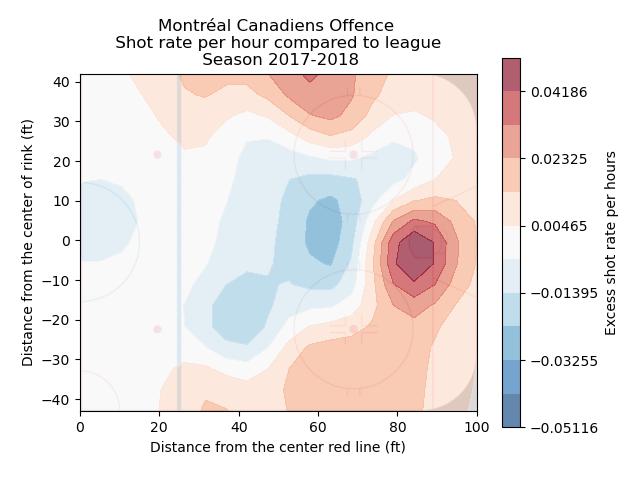 Montréal Canadiens Offence
Shot rate per hour compared to league
Season 2017-2018
40
30
20
10
0
−10
−20
−30
−40
Distance from the center of rink (ft)
0 20 40 60 80 100
Distance from the center red line (ft)
0.04186
0.02325
0.00465
−0.01395
−0.03255
−0.05116
Excess shot rate per hours